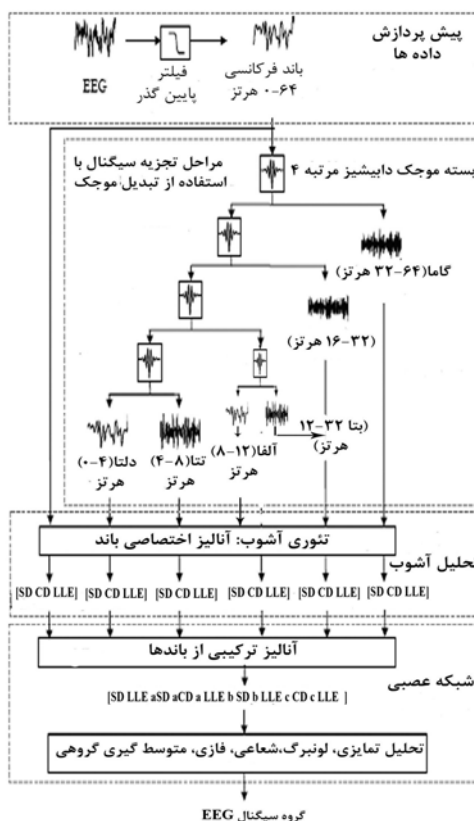 پیش پردازش
داده ها
EEG
فیلتر
پایین گذر
باند فرکانسی
۰-۶۴ هرتز
مراحل تجزیه سیگنال با
استفاده از تبدیل موجک
بسته موجک دابیشیز مرتبه ۴
گاما(۶۴-۳۲ هرتز)
(۳۲-۱۶ هرتز)
دلتا(۴-۰)
هرتز
تتا(۸-۴)
هرتز
آلفا(۱۲-۸)
هرتز
(بتا ۳۲-۱۲
هرتز)
تئوری آشوب: آنالیز اختصاصی باند
تحلیل آشوب
[SD CD LLE] [SD CD LLE] [SD CD LLE] [SD CD LLE] [SD CD LLE] [SD CD LLE]
آنالیز ترکیبی از باندها
شبکه عصبی
[SD LLE aSD aCD a LLE b SD b LLE c CD c LLE ]
تحلیل تمایزی، لونبرگ،شعاعی، فازی، متوسط گیری گروهی
گروه سیگنال EEG